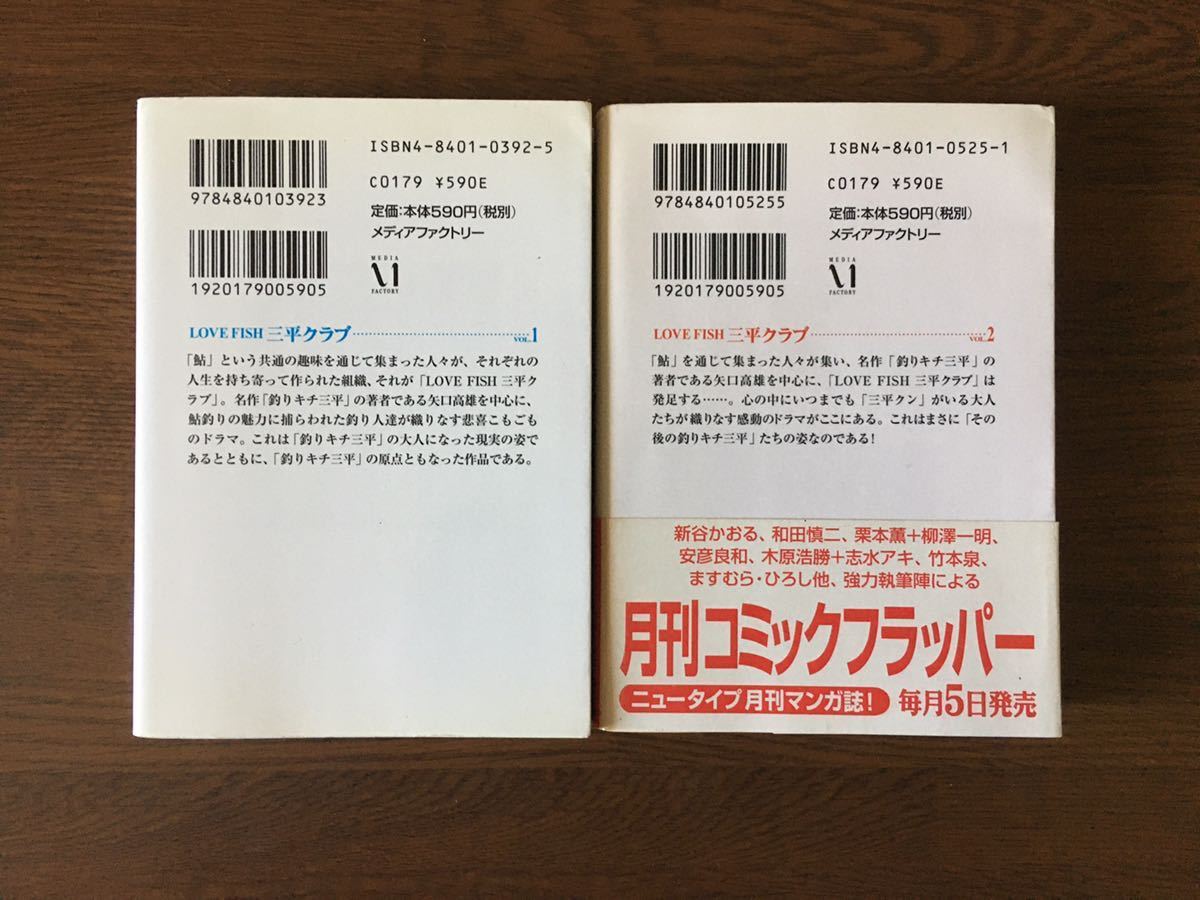 ISBN4-8401-0392-5
9784840103923
C0179 ¥590E
定価:本体590円(税別)
メディアファクトリー
1920179005905
MEDIA
FACTORY
LOVE FISH 三平クラブ VOL.1
「鮎」という共通の趣味を通じて集まった人々が、それぞれの
人生を持ち寄って作られた組織、それが「LOVE FISH 三平ク
ラブ」。名作「釣りキチ三平」の著者である矢口高雄を中心に、
鮎釣りの魅力に捕らわれた釣り人達が織りなす悲喜こもごも
のドラマ。これは「釣りキチ三平」の大人になった現実の姿で
あるとともに、「釣りキチ三平」の原点ともなった作品である。
ISBN4-8401-0525-1
9784840105255
C0179 ¥590E
定価:本体590円(税別)
メディアファクトリー
1920179005905
MEDIA
FACTORY
LOVE FISH 三平クラブ VOL.2
「鮎」を通じて集まった人々が集い、名作「釣りキチ三平」の
著者である矢口高雄を中心に、「LOVE FISH 三平クラブ」は
発足する……。心の中にいつまでも「三平クン」がいる大人
たちが織りなす感動のドラマがここにある。これはまさに「その
後の釣りキチ三平」たちの姿なのである!
新谷かおる、和田慎二、栗本薫+柳澤一明、
安彦良和、木原浩勝+志水アキ、竹本泉、
ますむら・ひろし他、強力執筆陣による
月刊コミックフラッパー
ニュータイプ月刊マンガ誌! 毎月5日発売